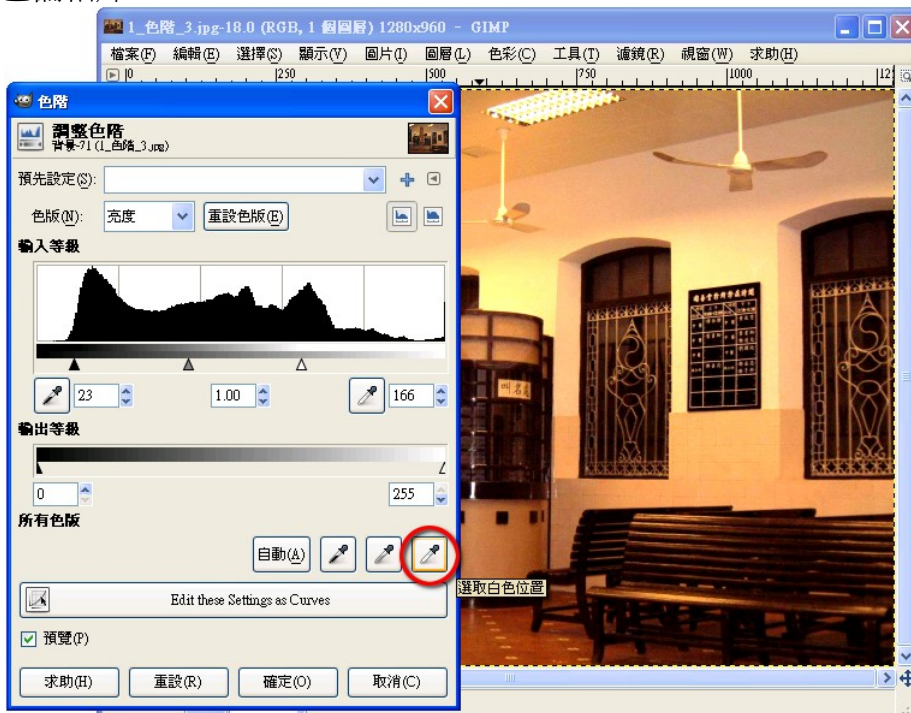 1_色階_3.jpg-18.0 (RGB, 1 個圖層) 1280x960 – GIMP
檔案(F) 編輯(E) 選擇(S) 顯示(V) 圖片(I) 圖層(L) 色彩(C) 工具(T) 濾鏡(R) 視窗(W) 求助(H)
0 250 500 750 1000
色階
調整色階
背景-71 (1_色階_3.jpg)
預先設定(S):
色版(N): 亮度 重設色版(E)
輸入等級
23 1.00 166
輸出等級
0 255
所有色版
自動(A)
選取白色位置
Edit these Settings as Curves
預覽(P)
求助(H) 重設(R) 確定(O) 取消(C)